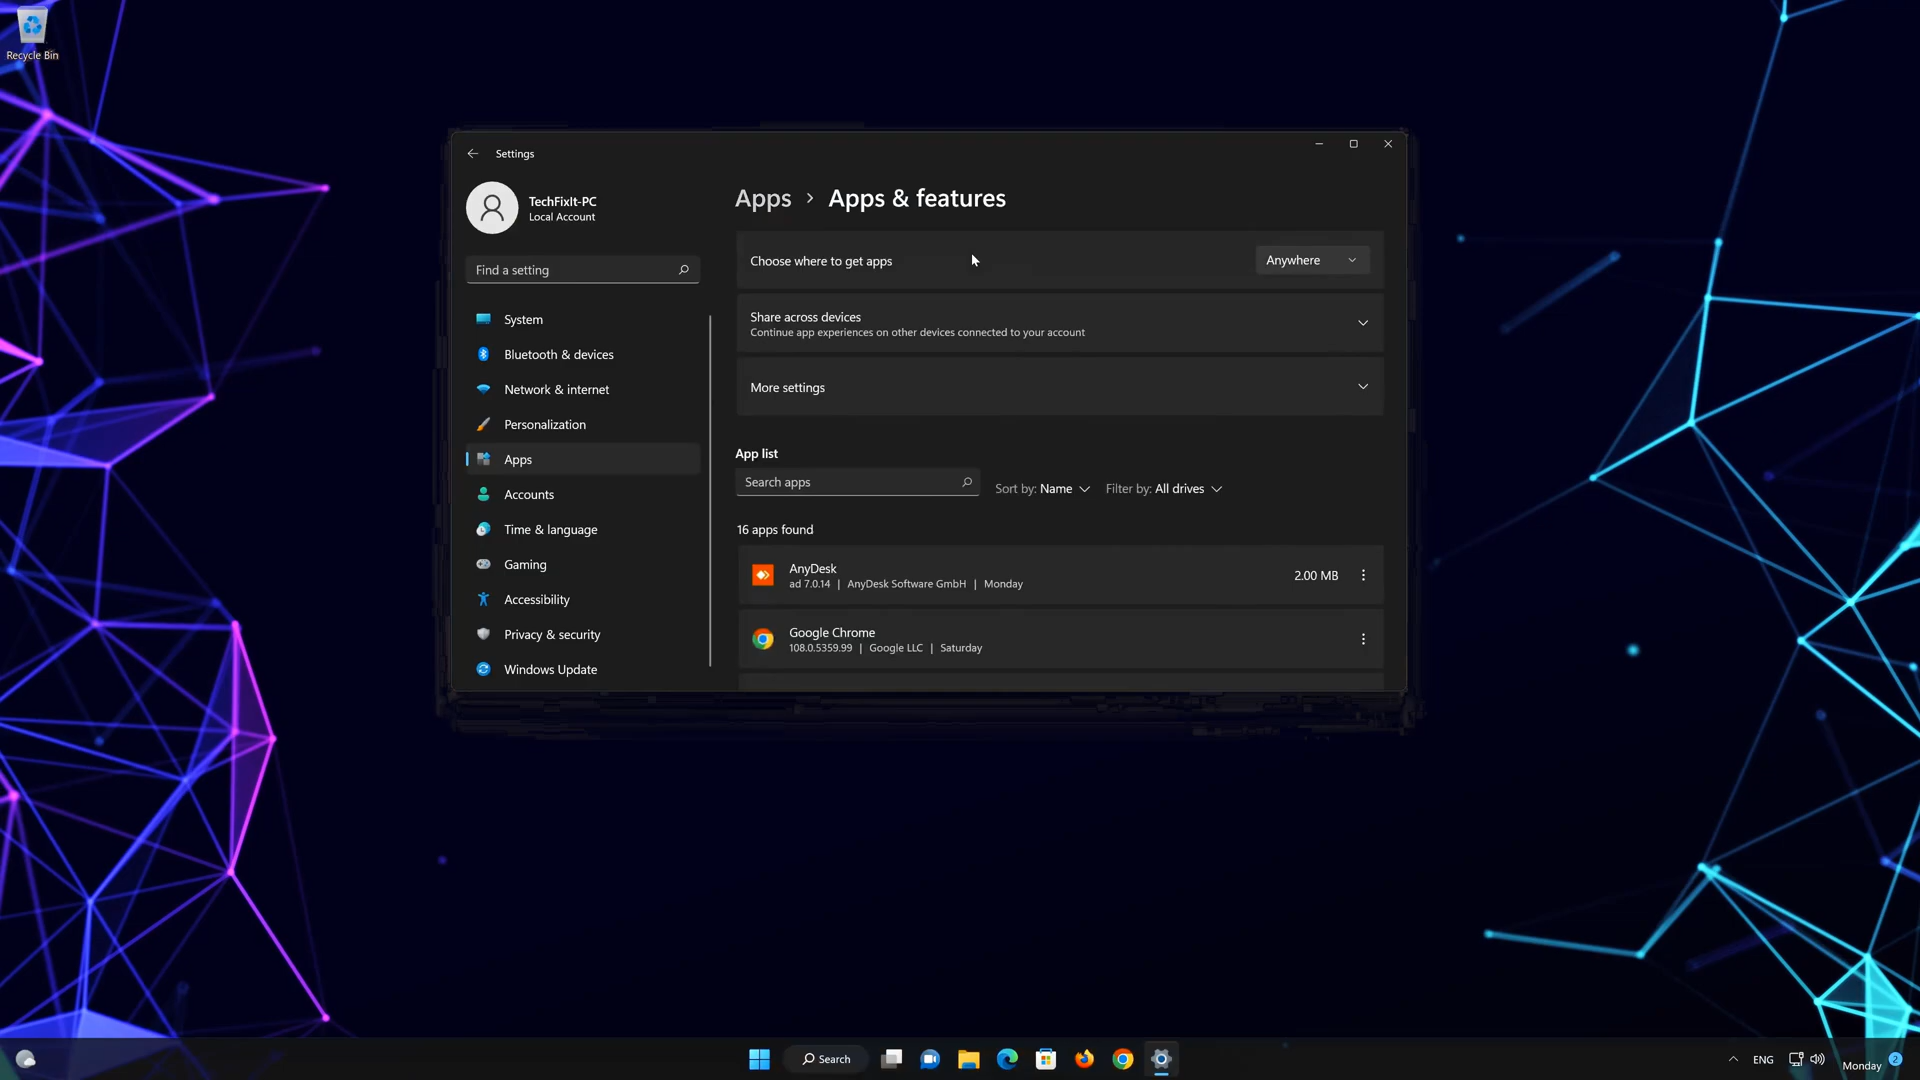 Recycle Bin
Settings
TechFixIt-PC
Local Account
Find a setting
System
Bluetooth & devices
Network & internet
Personalization
Apps
Accounts
Time & language
Gaming
Accessibility
Privacy & security
Windows Update
Apps > Apps & features
Choose where to get apps
Anywhere
Share across devices
Continue app experiences on other devices connected to your account
More settings
App list
Search apps
Sort by: Name
Filter by: All drives
16 apps found
AnyDesk
ad 7.0.14 | AnyDesk Software GmbH | Monday
2.00 MB
Google Chrome
108.0.5359.99 | Google LLC | Saturday
Search
ENG
Monday
2